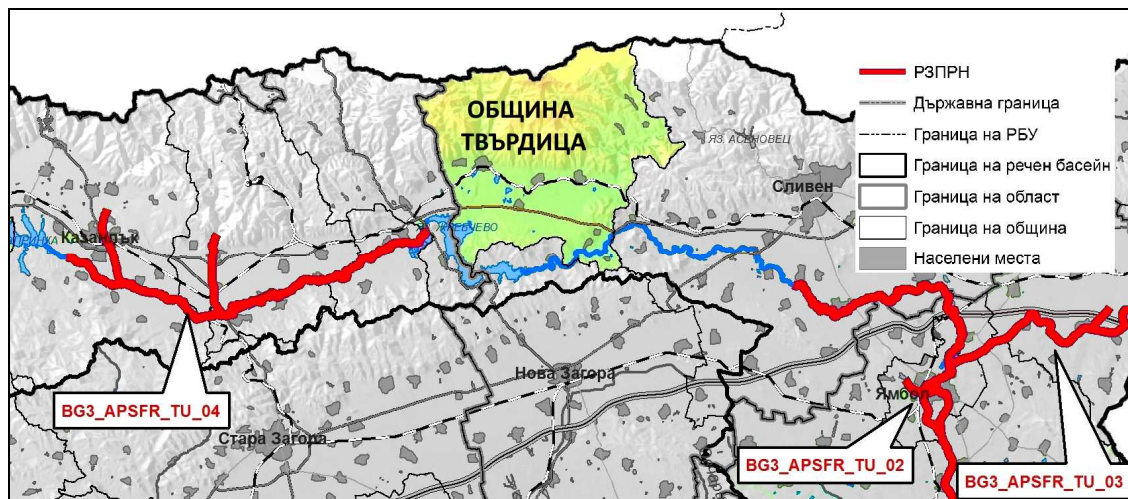 ОБЩИНА
ТВЪРДИЦА
РЗПРН
Държавна граница
Граница на РБУ
Граница на речен басейн
Граница на област
Граница на община
Населени места
ЯЗ. АСЕНОВЕЦ
Сливен
ЖРЕБЧЕВО
Казанлък
Нова Загора
Ямбол
Стара Загора
BG3_APSFR_TU_04
BG3_APSFR_TU_02
BG3_APSFR_TU_03